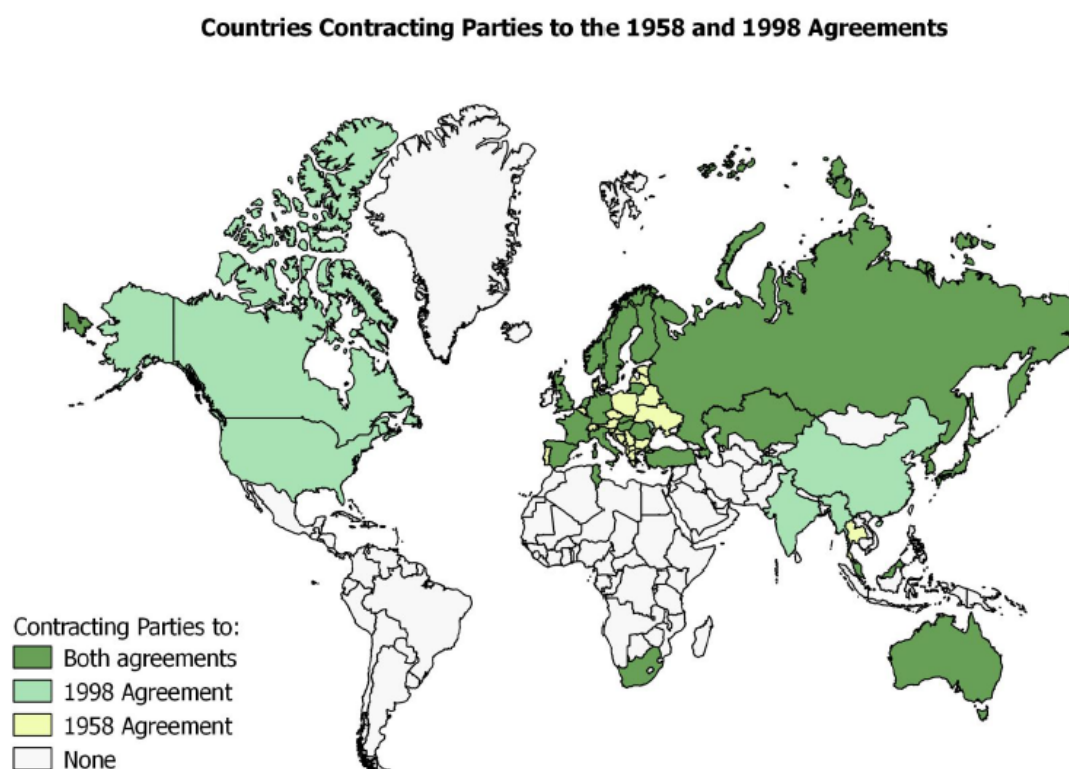 Countries Contracting Parties to the 1958 and 1998 Agreements
Contracting Parties to:
Both agreements
1998 Agreement
1958 Agreement
None